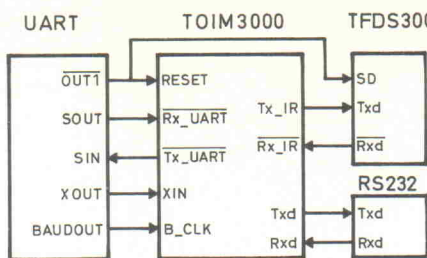 UART
TOIM3000
TFDS300
OUT1
RESET
SD
SOUT
Rx_UART
Tx_IR
Txd
SIN
Tx_UART
Rx_IR
Rxd
XOUT
XIN
RS232
BAUDOUT
B_CLK
Txd
Txd
Rxd
Rxd